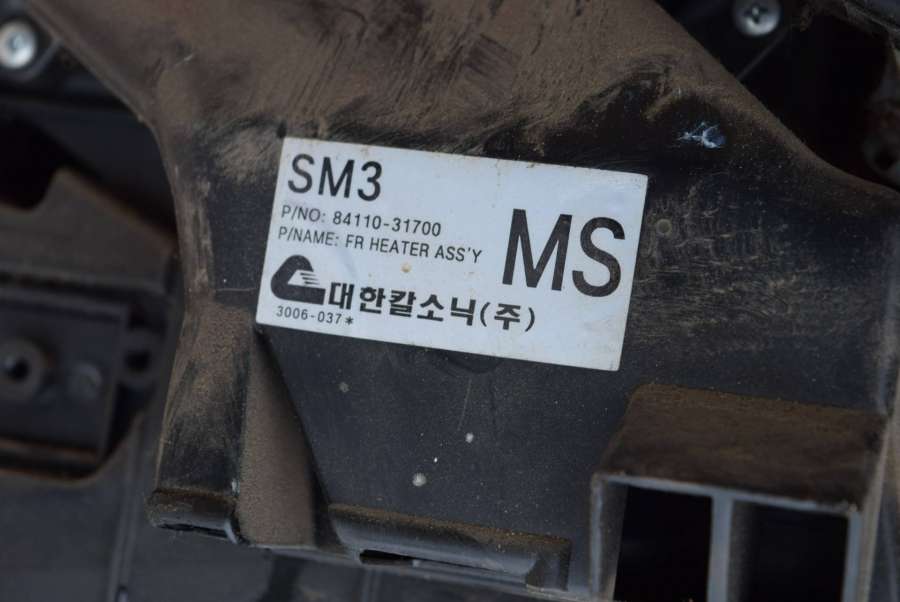 SM3
P/NO: 84110-31700
P/NAME: FR HEATER ASS'Y
MS
대한칼소닉(주)
3006-037*